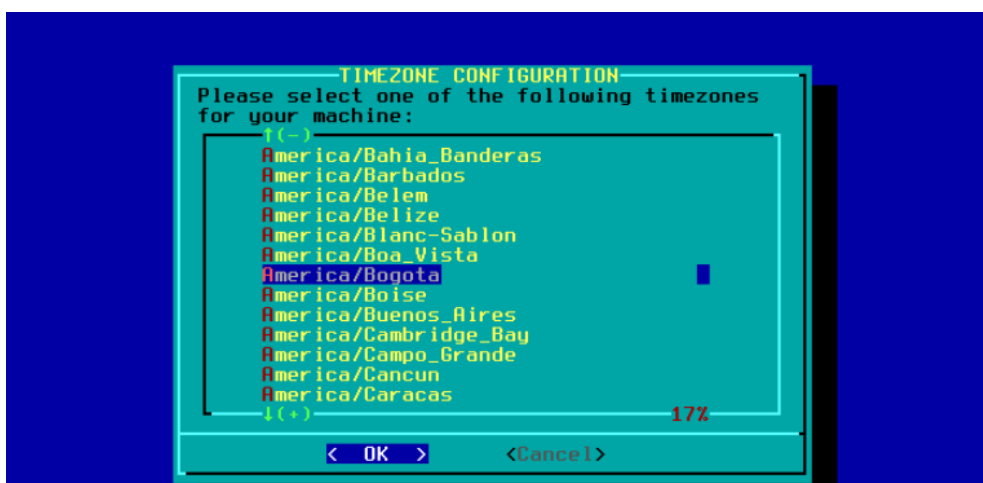 TIMEZONE CONFIGURATION
Please select one of the following timezones
for your machine:
↑(-)
America/Bahia_Banderas
America/Barbados
America/Belem
America/Belize
America/Blanc-Sablon
America/Boa_Vista
America/Bogota
America/Boise
America/Buenos_Aires
America/Cambridge_Bay
America/Campo_Grande
America/Cancun
America/Caracas
↓(+) 17%
< OK > <Cancel>